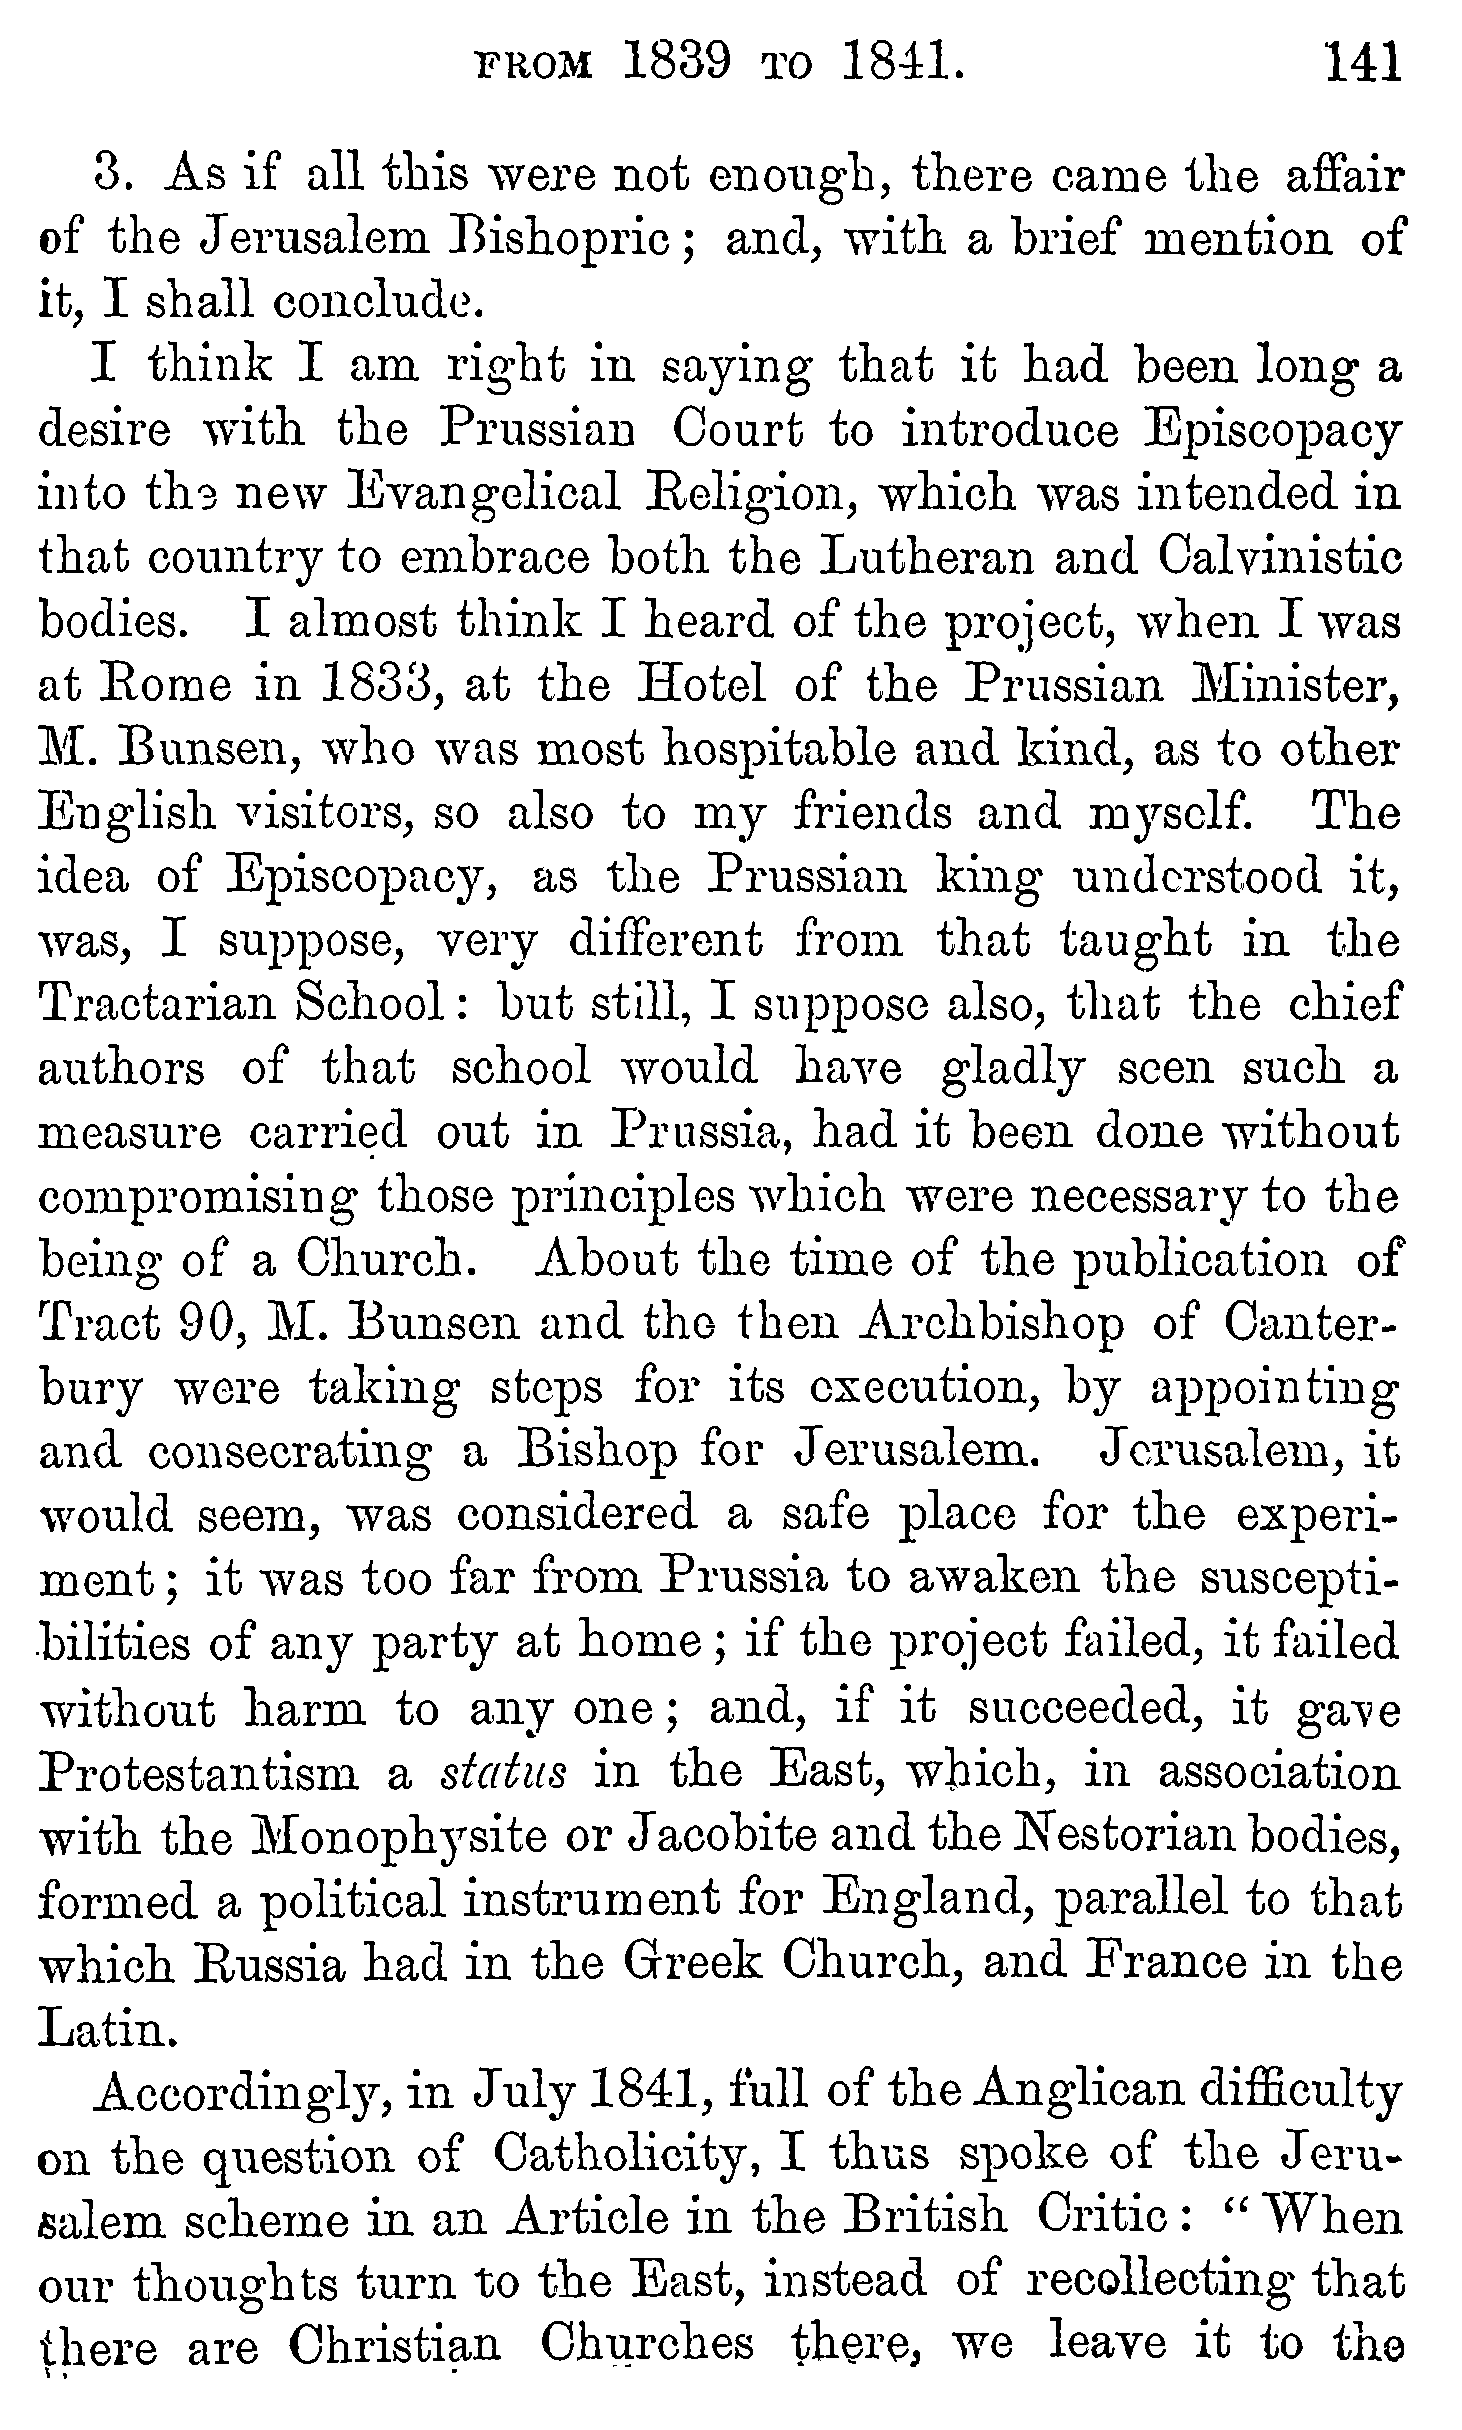 FROM 1839 TO 1841. 141
3. As if all this were not enough, there came the affair
of the Jerusalem Bishopric; and, with a brief mention of
it, I shall conclude.
I think I am right in saying that it had been long a
desire with the Prussian Court to introduce Episcopacy
into the new Evangelical Religion, which was intended in
that country to embrace both the Lutheran and Calvinistic
bodies. I almost think I heard of the project, when I was
at Rome in 1833, at the Hotel of the Prussian Minister,
M. Bunsen, who was most hospitable and kind, as to other
English visitors, so also to my friends and myself. The
idea of Episcopacy, as the Prussian king understood it,
was, I suppose, very different from that taught in the
Tractarian School: but still, I suppose also, that the chief
authors of that school would have gladly seen such a
measure carried out in Prussia, had it been done without
compromising those principles which were necessary to the
being of a Church. About the time of the publication of
Tract 90, M. Bunsen and the then Archbishop of Canter-
bury were taking steps for its execution, by appointing
and consecrating a Bishop for Jerusalem. Jerusalem, it
would seem, was considered a safe place for the experi-
ment; it was too far from Prussia to awaken the suscepti-
bilities of any party at home; if the project failed, it failed
without harm to any one; and, if it succeeded, it gave
Protestantism a status in the East, which, in association
with the Monophysite or Jacobite and the Nestorian bodies,
formed a political instrument for England, parallel to that
which Russia had in the Greek Church, and France in the
Latin.
Accordingly, in July 1841, full of the Anglican difficulty
on the question of Catholicity, I thus spoke of the Jeru-
salem scheme in an Article in the British Critic: “When
our thoughts turn to the East, instead of recollecting that
there are Christian Churches there, we leave it to the